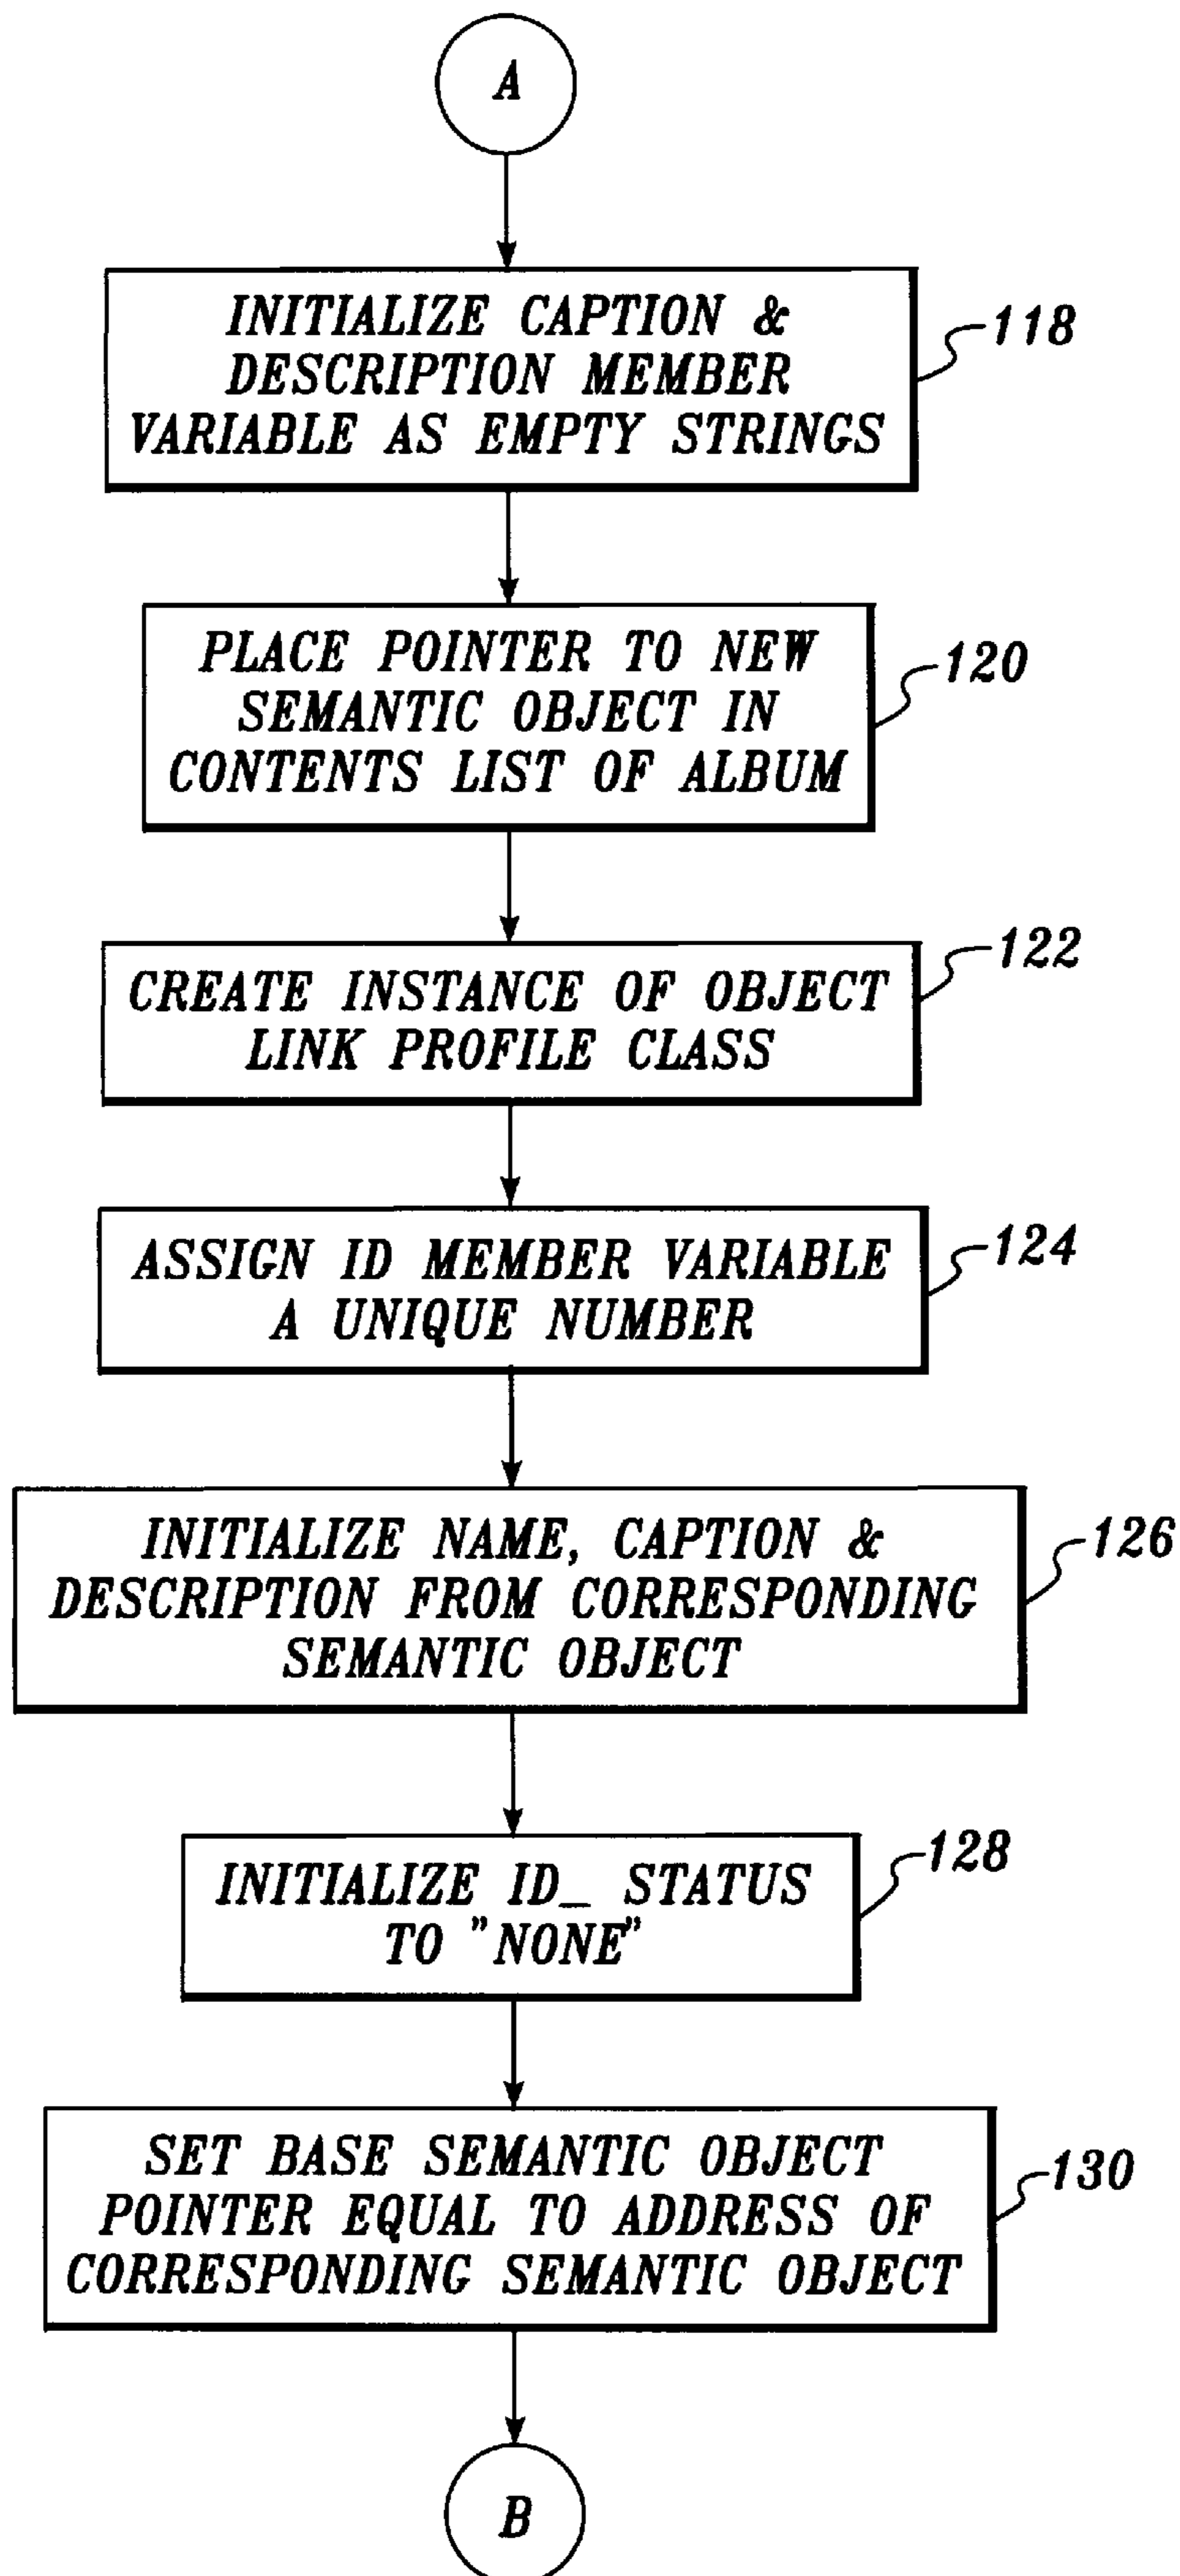 A
INITIALIZE CAPTION &
DESCRIPTION MEMBER
VARIABLE AS EMPTY STRINGS
118
PLACE POINTER TO NEW
SEMANTIC OBJECT IN
CONTENTS LIST OF ALBUM
120
CREATE INSTANCE OF OBJECT
LINK PROFILE CLASS
122
ASSIGN ID MEMBER VARIABLE
A UNIQUE NUMBER
124
INITIALIZE NAME, CAPTION &
DESCRIPTION FROM CORRESPONDING
SEMANTIC OBJECT
126
INITIALIZE ID_ STATUS
TO "NONE"
128
SET BASE SEMANTIC OBJECT
POINTER EQUAL TO ADDRESS OF
CORRESPONDING SEMANTIC OBJECT
130
B